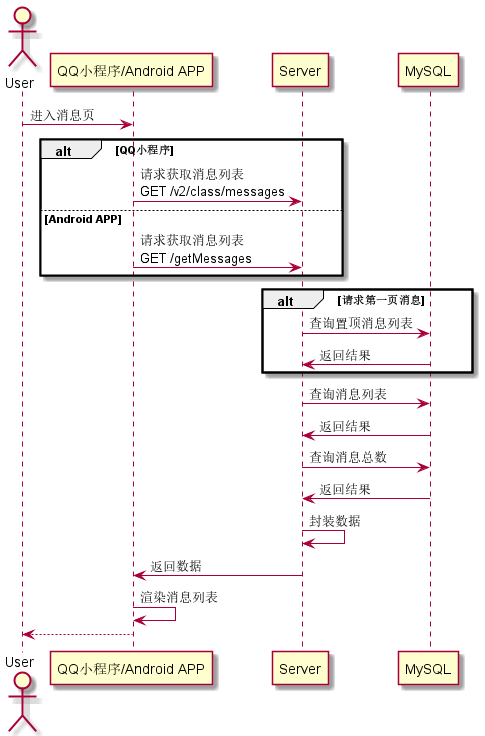 User
QQ小程序/Android APP
Server
MySQL
进入消息页
alt
[QQ小程序]
请求获取消息列表
GET /v2/class/messages
[Android APP]
请求获取消息列表
GET /getMessages
alt
[请求第一页消息]
查询置项消息列表
返回结果
查询消息列表
返回结果
查询消息总数
返回结果
封装数据
返回数据
渲染消息列表
User
QQ小程序/Android APP
Server
MySQL